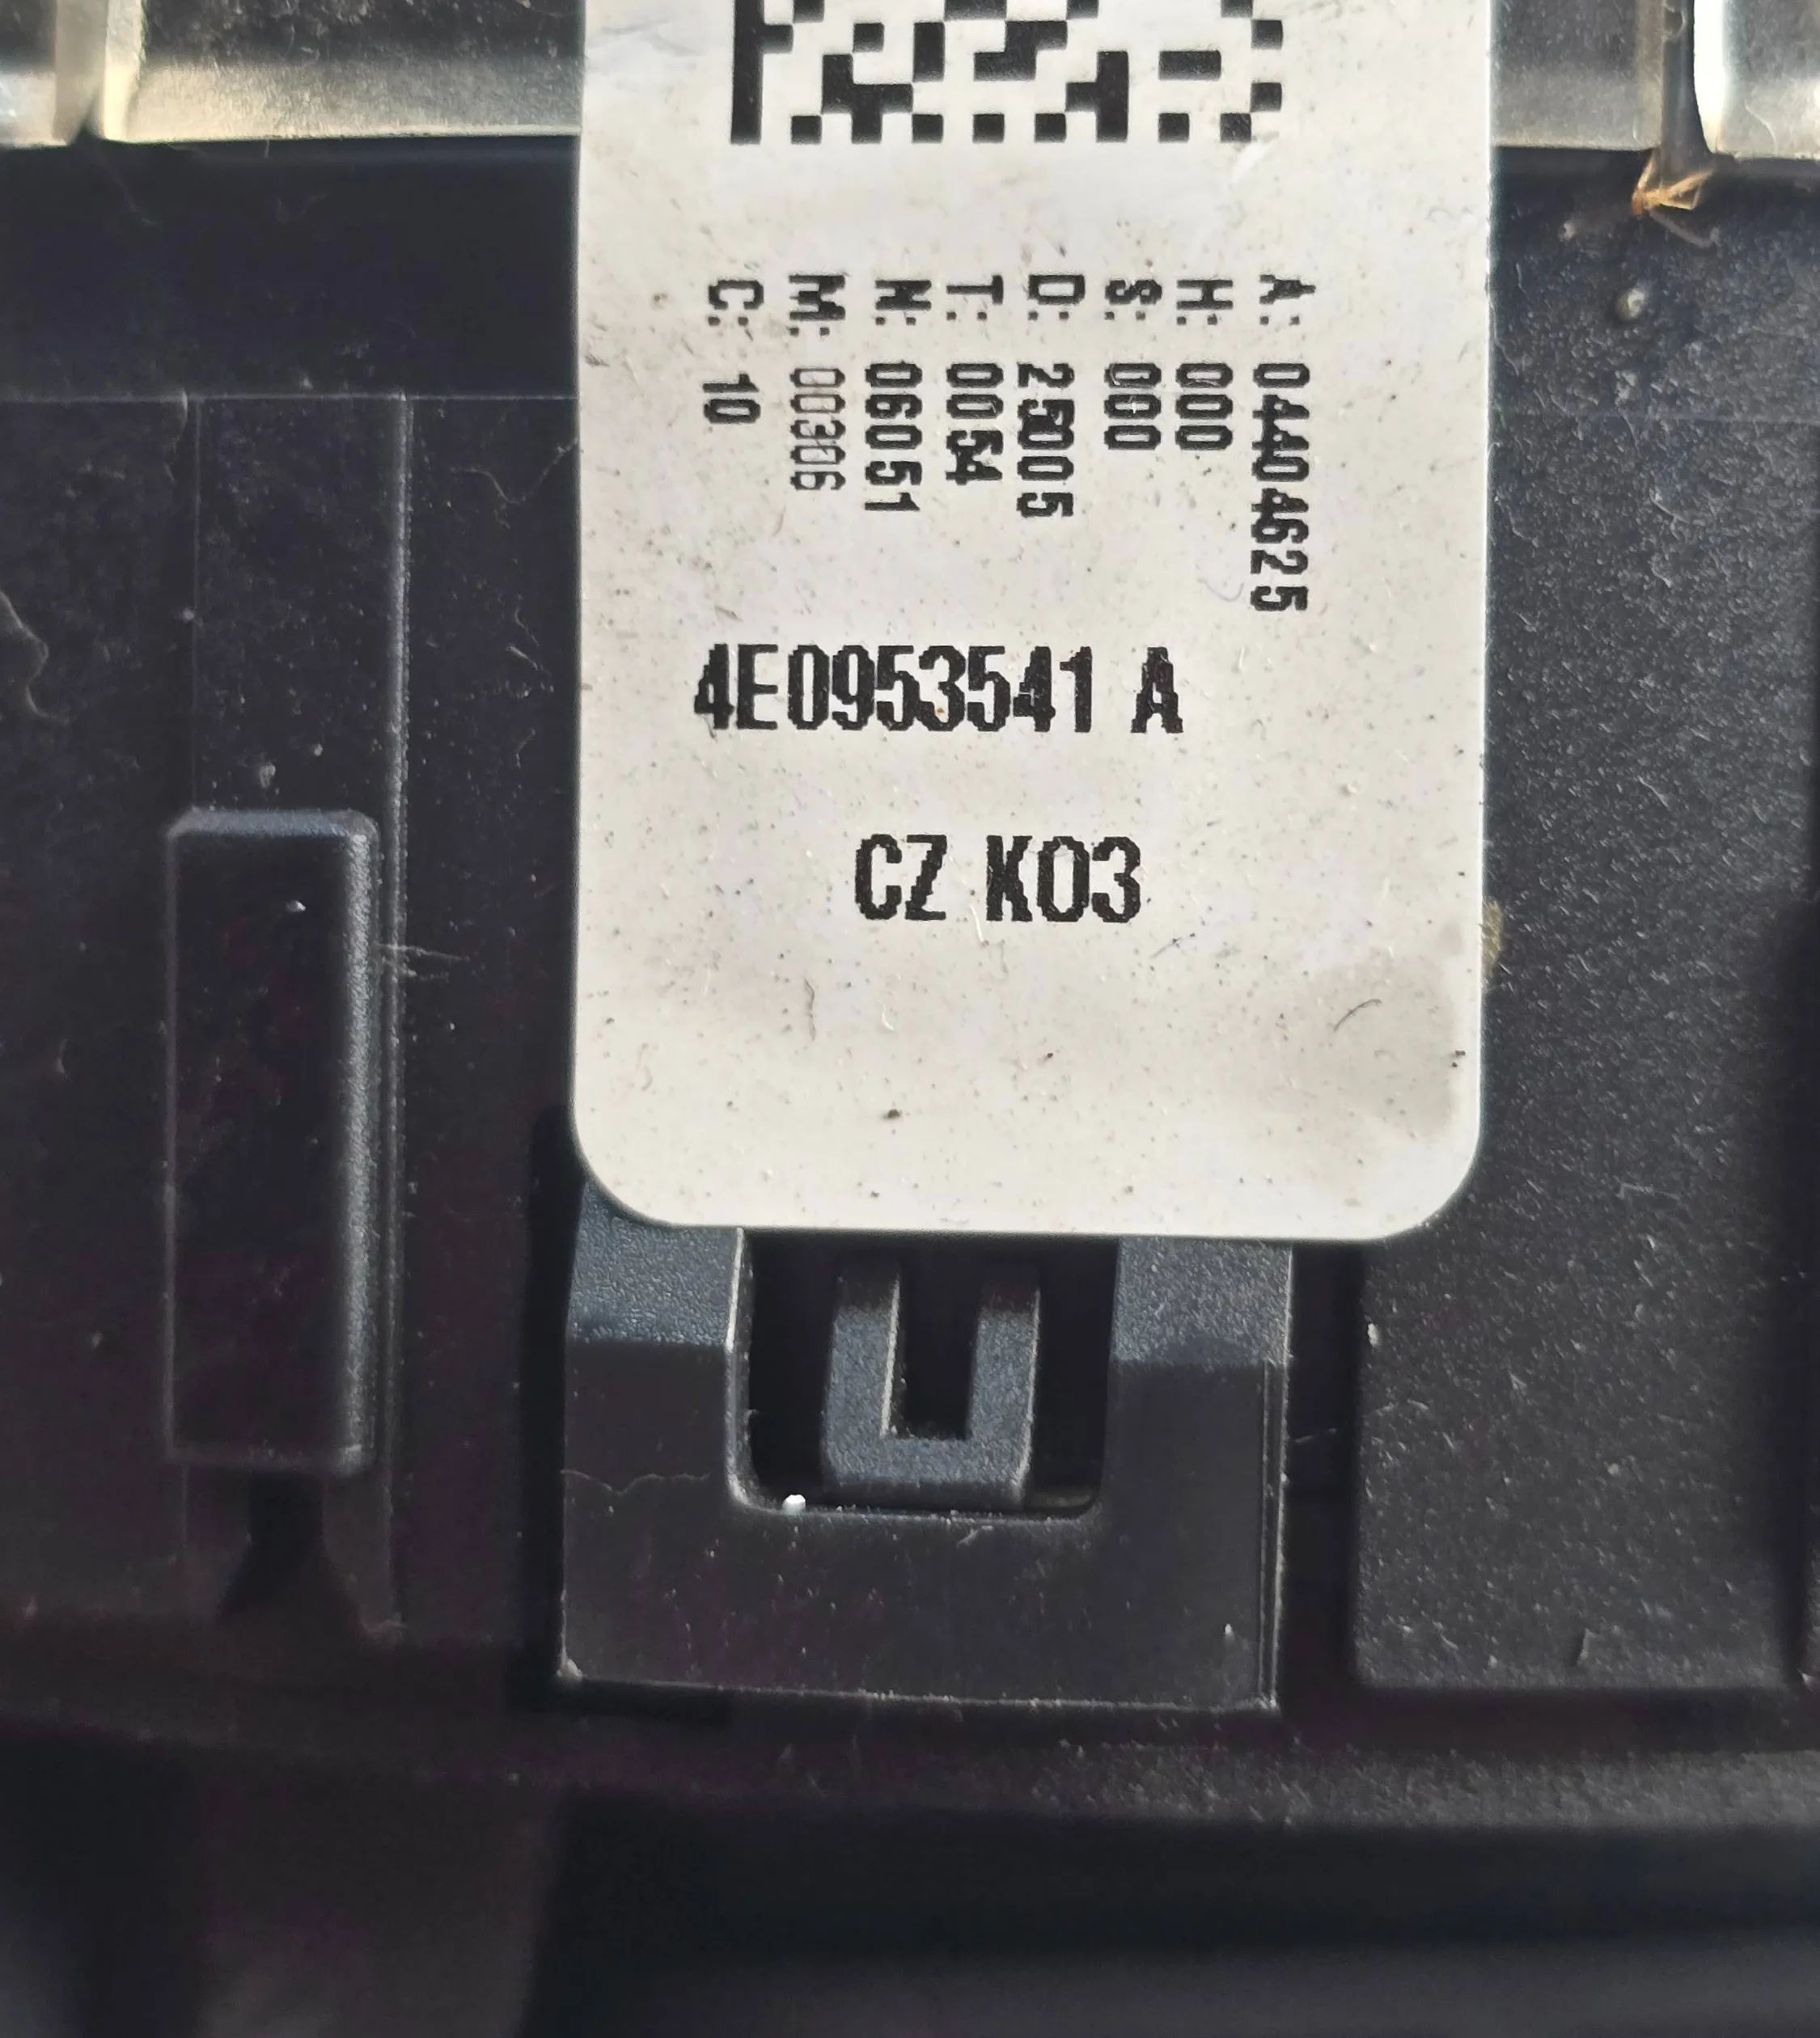 A: 04404625
H: 000
S: 000
D: 25005
T: 0054
N: 06051
M: 00306
C: 10
4E0953541 A
CZ K03